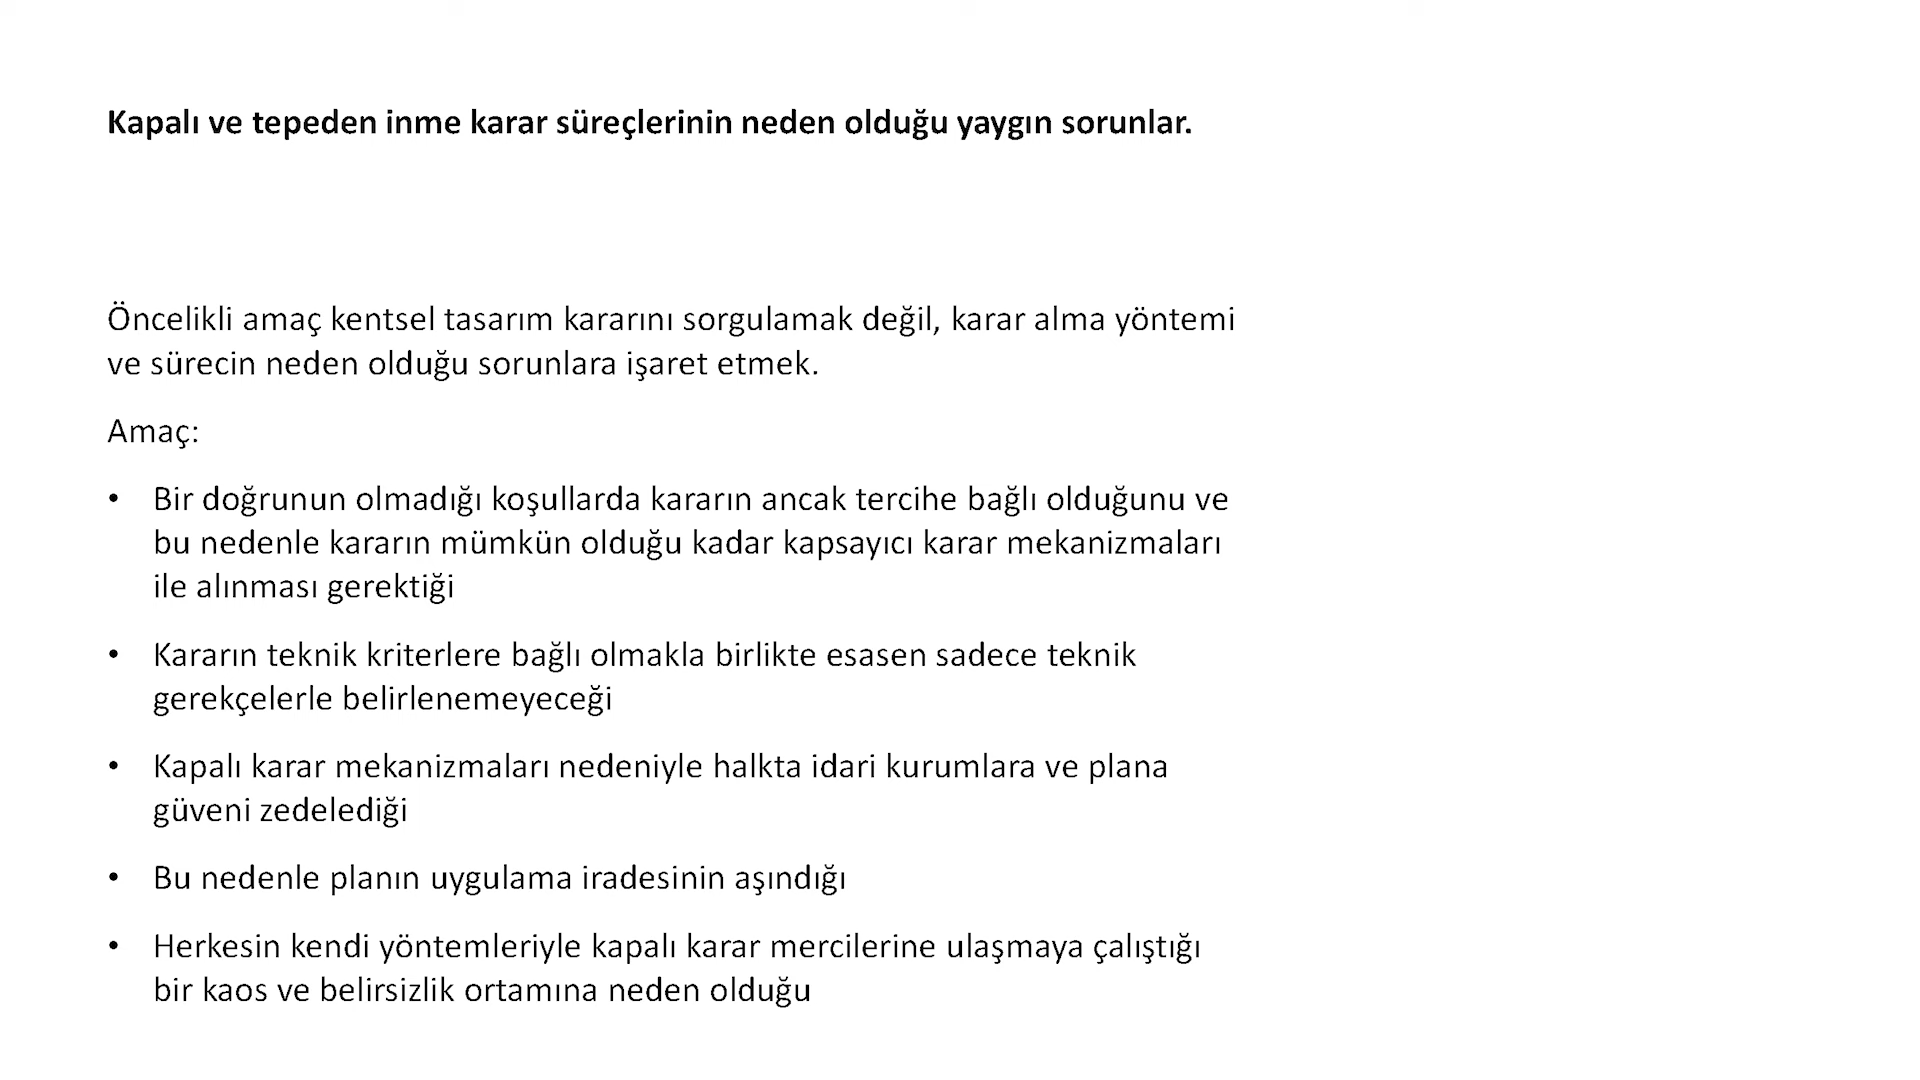 Kapalı ve tepeden inme karar süreçlerinin neden olduğu yaygın sorunlar.
Öncelikli amaç kentsel tasarım kararını sorgulamak değil, karar alma yöntemi
ve sürecin neden olduğu sorunlara işaret etmek.
Amaç:
• Bir doğrunun olmadığı koşullarda kararın ancak tercihe bağlı olduğunu ve
bu nedenle kararın mümkün olduğu kadar kapsayıcı karar mekanizmaları
ile alınması gerektiği
• Kararın teknik kriterlere bağlı olmakla birlikte esasen sadece teknik
gerekçelerle belirlenemeyeceği
• Kapalı karar mekanizmaları nedeniyle halkta idari kurumlara ve plana
güveni zedelediği
• Bu nedenle planın uygulama iradesinin aşındığı
• Herkesin kendi yöntemleriyle kapalı karar mercilerine ulaşmaya çalıştığı
bir kaos ve belirsizlik ortamına neden olduğu